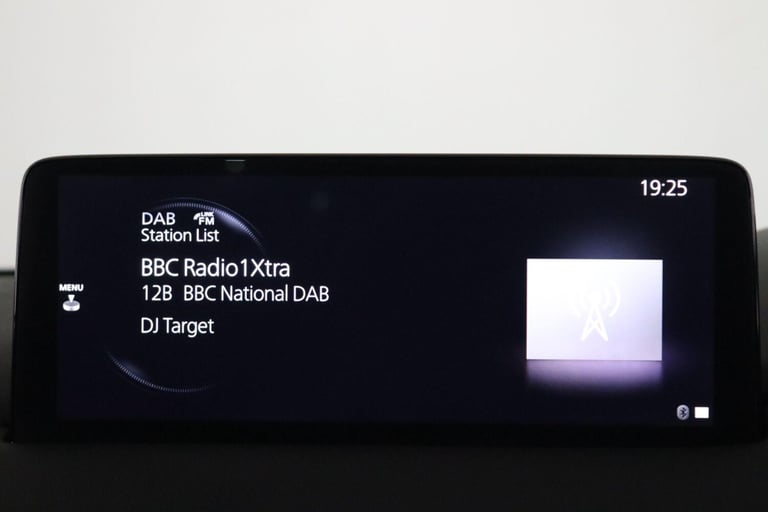 19:25
DAB LINK FM
Station List
BBC Radio1Xtra
12B BBC National DAB
DJ Target
MENU